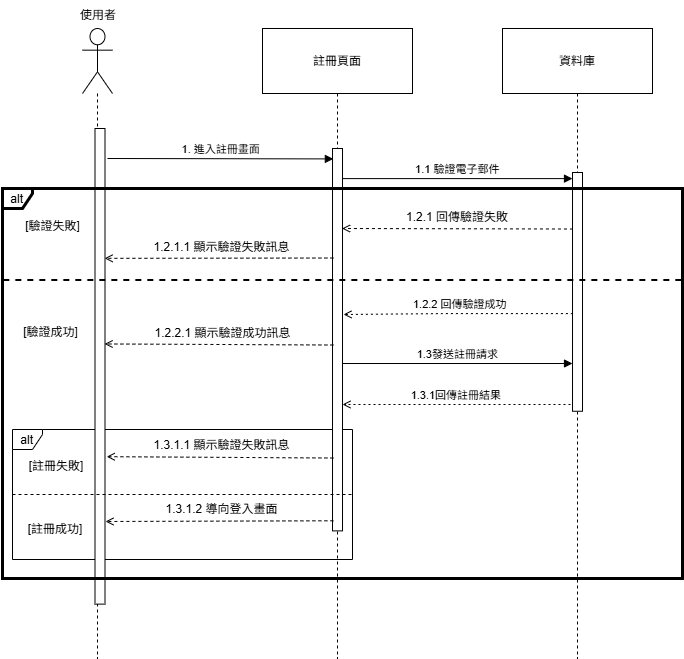 使用者
註冊頁面
資料庫
1. 進入註冊畫面
1.1 驗證電子郵件
alt
[驗證失敗]
1.2.1 回傳驗證失敗
1.2.1.1 顯示驗證失敗訊息
1.2.2 回傳驗證成功
[驗證成功]
1.2.2.1 顯示驗證成功訊息
1.3發送註冊請求
1.3.1回傳註冊結果
alt
1.3.1.1 顯示驗證失敗訊息
[註冊失敗]
1.3.1.2 導向登入畫面
[註冊成功]